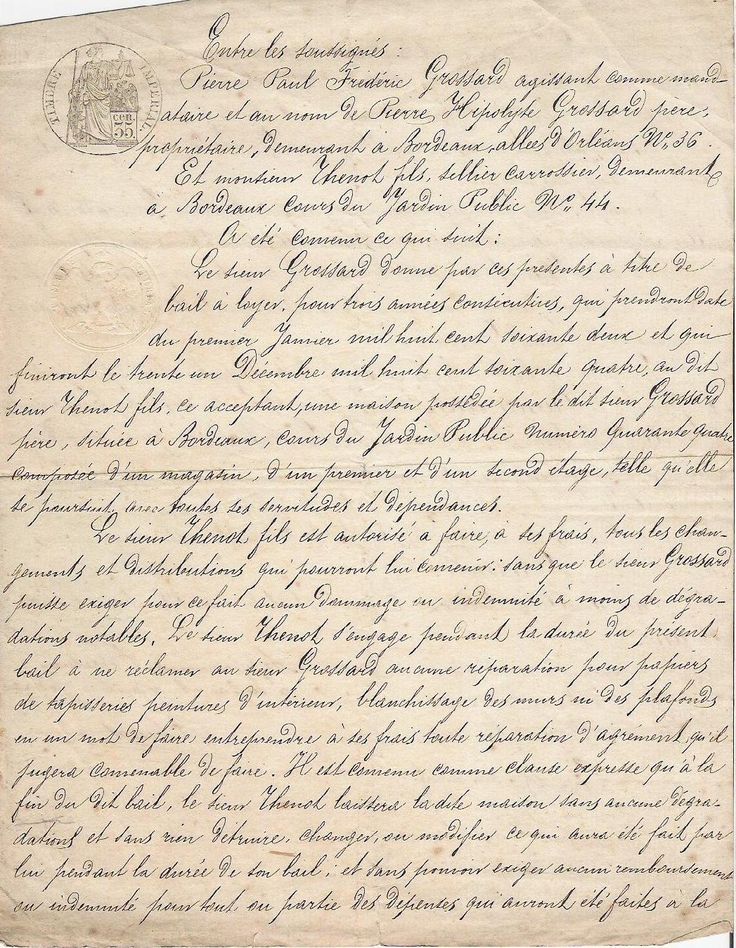 TIMBRE IMPERIAL
55 CEN.
Entre les soussignés :
Pierre Paul Frédéric Grossard agissant comme mand-
ataire et au nom de Pierre Hipolyte Grossard père,
propriétaire, demeurant à Bordeaux, allées d'Orléans No. 36.
Et monsieur Thenot fils, sellier carrossier, demeurant
à Bordeaux cours du Jardin Public No. 44.
A été convenu ce qui suit :
Le sieur Grossard donne par ces presentes à titre de
bail à loyer, pour trois années consécutives, qui prendront date
du premier Janvier mil huit cent soixante deux et qui
finiront le trente un Décembre mil huit cent soixante quatre, au dit
sieur Thenot fils, ce acceptant, une maison possédée par le dit sieur Grossard
père, située à Bordeaux, cours du Jardin Public numéro Quarante quatre
composée d'un magasin, d'un premier et d'un second étage, telle qu'elle
se poursuit, avec toutes ses servitudes et dépendances.
Le sieur Thenot fils est autorisé a faire, à ses frais, tous les chan-
gements et distributions qui pourront lui convenir : sans que le sieur Grossard
puisse exiger pour ce fait aucun dommage ou indemnité à moins de dégra-
dations notables. Le sieur Thenot s'engage pendant la durée du present
bail à ne réclamer au sieur Grossard aucune reparation pour papiers
de tapisseries peintures d'intérieur, blanchissage des murs ni des plafonds
en un mot de faire entreprendre à ses frais toute réparation d'agrément qu'il
jugera convenable de faire. Il est convenu comme clause expresse qu'à la
fin du dit bail, le sieur Thenot laissera la dite maison sans aucune dégra-
dations et sans rien détruire, changer, ou modifier ce qui aura été fait par
lui pendant la durée de son bail ; et sans pouvoir exiger aucun remboursement
ou indemnité pour tout ou partie des dépenses qui auront été faites à la